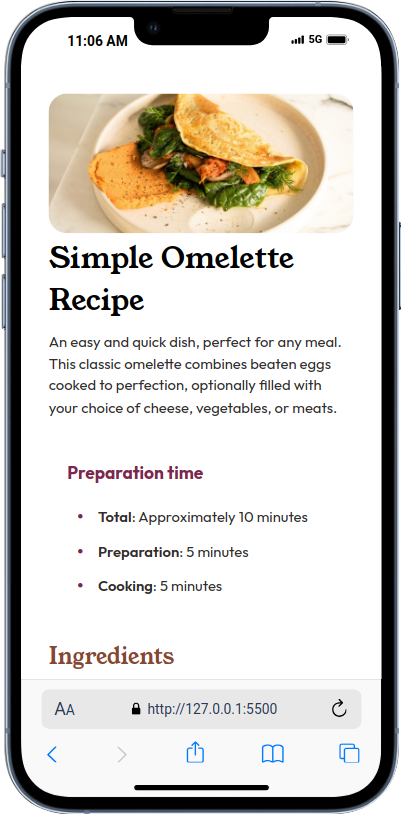 11:06 AM 5G
Simple Omelette
Recipe
An easy and quick dish, perfect for any meal.
This classic omelette combines beaten eggs
cooked to perfection, optionally filled with
your choice of cheese, vegetables, or meats.
Preparation time
• Total: Approximately 10 minutes
• Preparation: 5 minutes
• Cooking: 5 minutes
Ingredients
AA http://127.0.0.1:5500